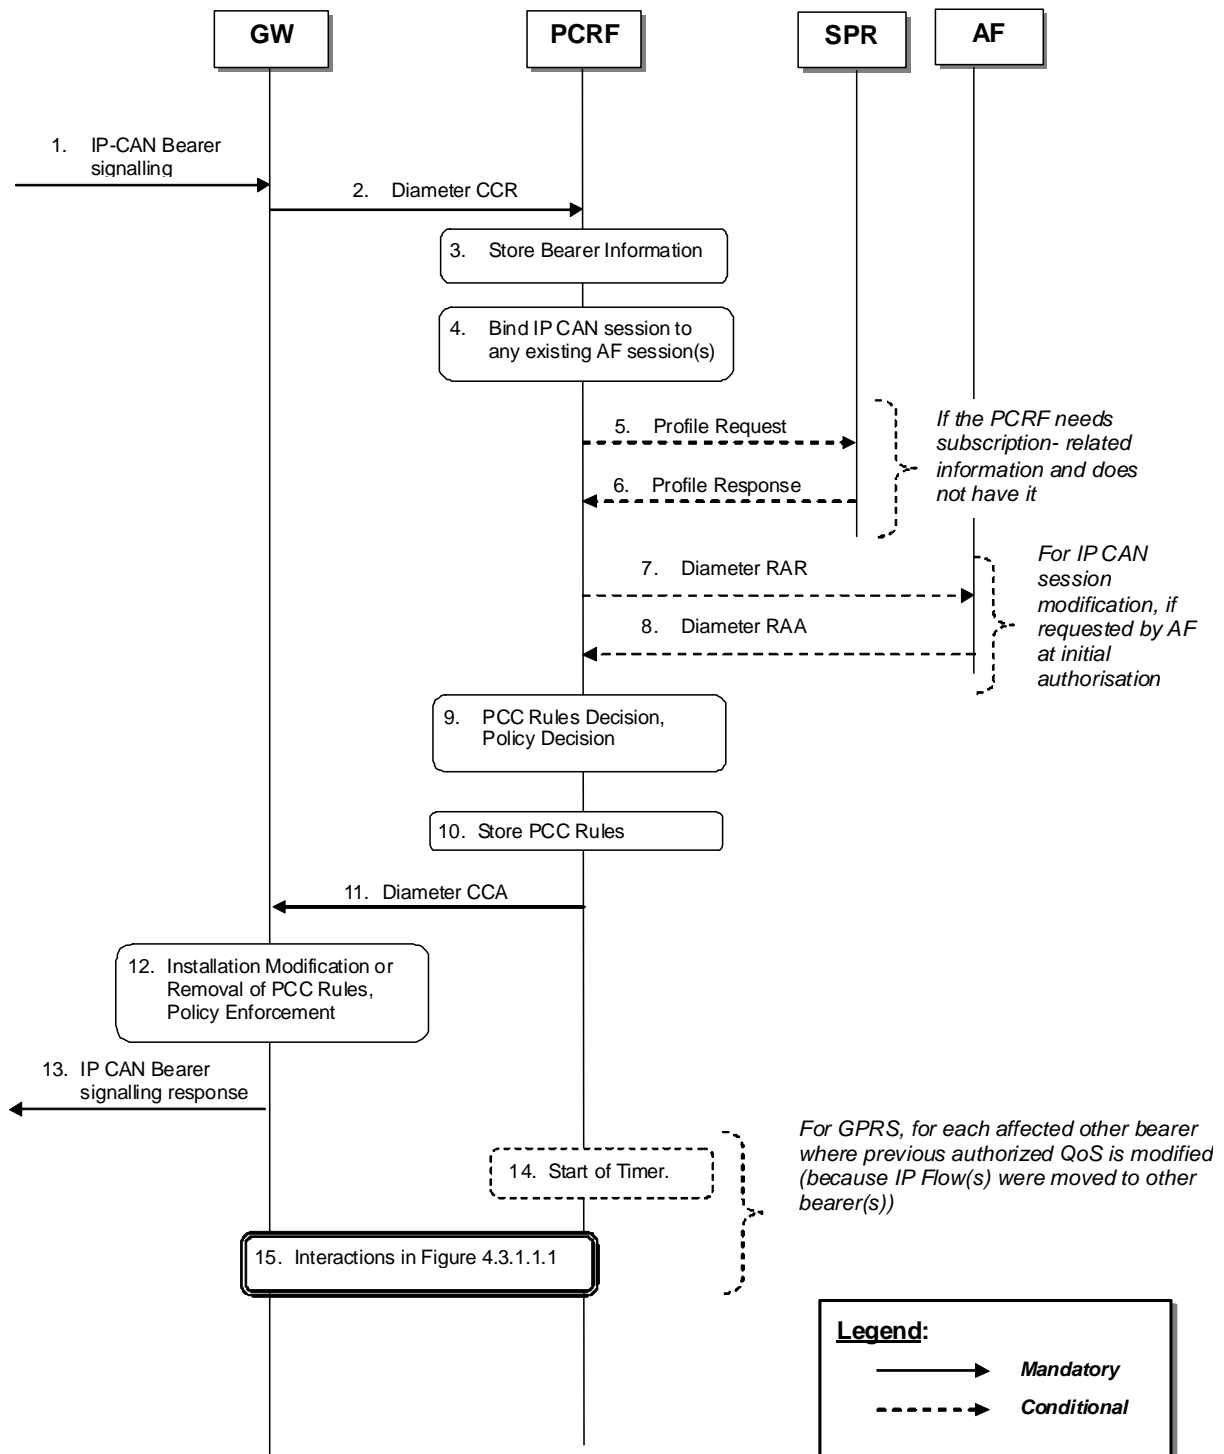 GW
PCRF
SPR
AF
1. IP-CAN Bearer
signalling
2. Diameter CCR
3. Store Bearer Information
4. Bind IP CAN session to
any existing AF session(s)
5. Profile Request
6. Profile Response
If the PCRF needs
subscription- related
information and does
not have it
7. Diameter RAR
8. Diameter RAA
For IP CAN
session
modification, if
requested by AF
at initial
authorisation
9. PCC Rules Decision,
Policy Decision
10. Store PCC Rules
11. Diameter CCA
12. Installation Modification or
Removal of PCC Rules,
Policy Enforcement
13. IP CAN Bearer
signalling response
14. Start of Timer.
For GPRS, for each affected other bearer
where previous authorized QoS is modified
(because IP Flow(s) were moved to other
bearer(s))
15. Interactions in Figure 4.3.1.1.1
Legend:
Mandatory
Conditional